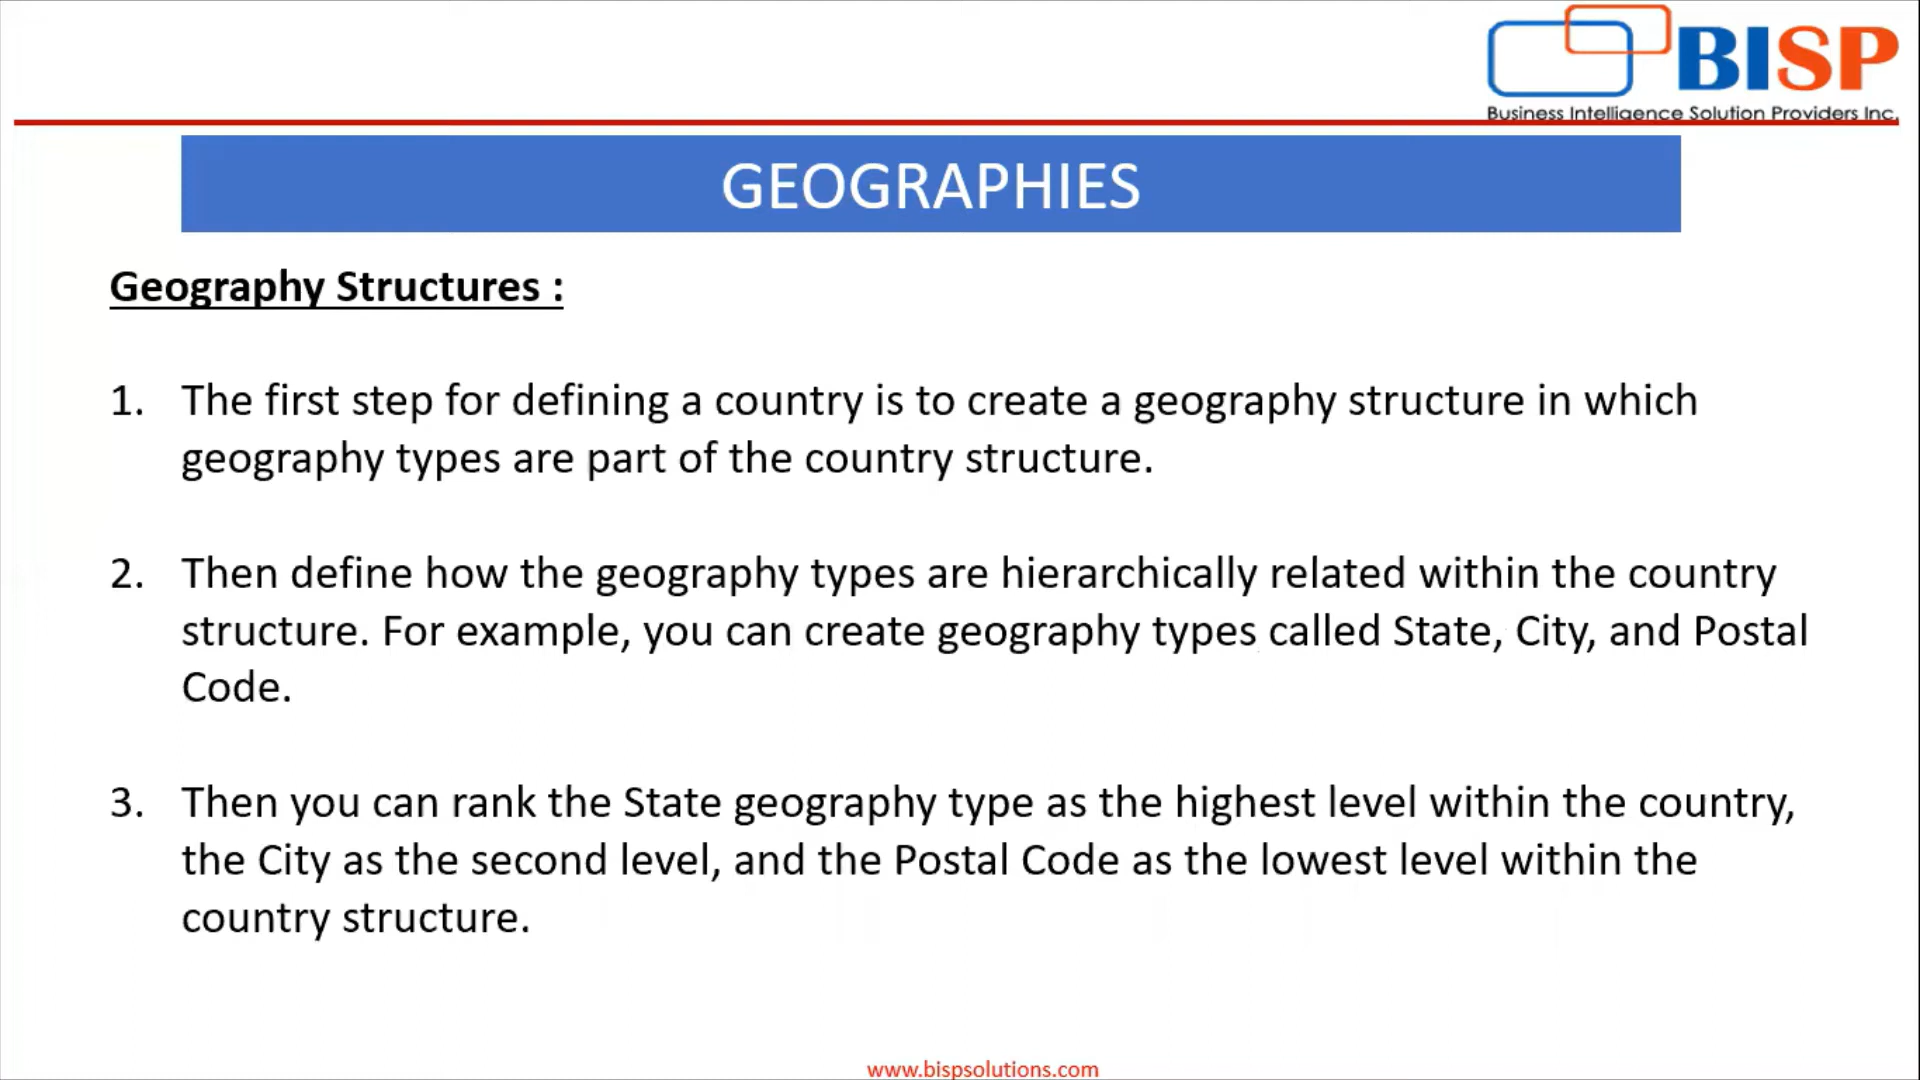 BISP
Business Intelligence Solution Providers Inc.
GEOGRAPHIES
Geography Structures :
1. The first step for defining a country is to create a geography structure in which
geography types are part of the country structure.
2. Then define how the geography types are hierarchically related within the country
structure. For example, you can create geography types called State, City, and Postal
Code.
3. Then you can rank the State geography type as the highest level within the country,
the City as the second level, and the Postal Code as the lowest level within the
country structure.
www.bispsolutions.com